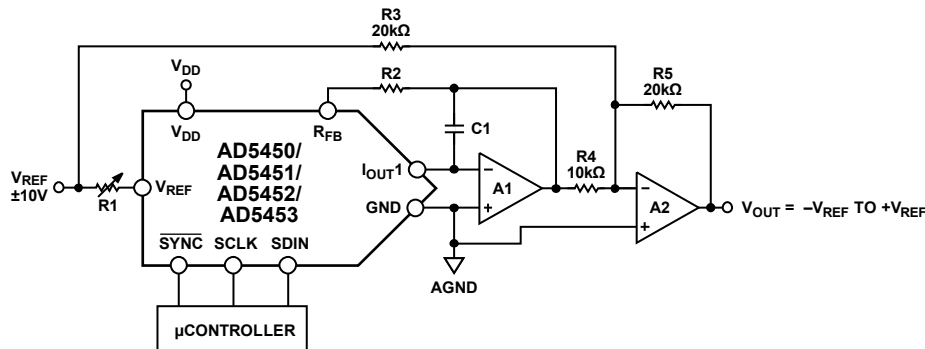 R3
20kΩ
VDD
R2
R5
20kΩ
VDD
RFB
C1
AD5450/
AD5451/
AD5452/
AD5453
IOUT1
R4
10kΩ
VREF
±10V
R1
VREF
A1
GND
A2
VOUT = –VREF TO +VREF
SYNC SCLK SDIN
AGND
µCONTROLLER
–
+
–
+